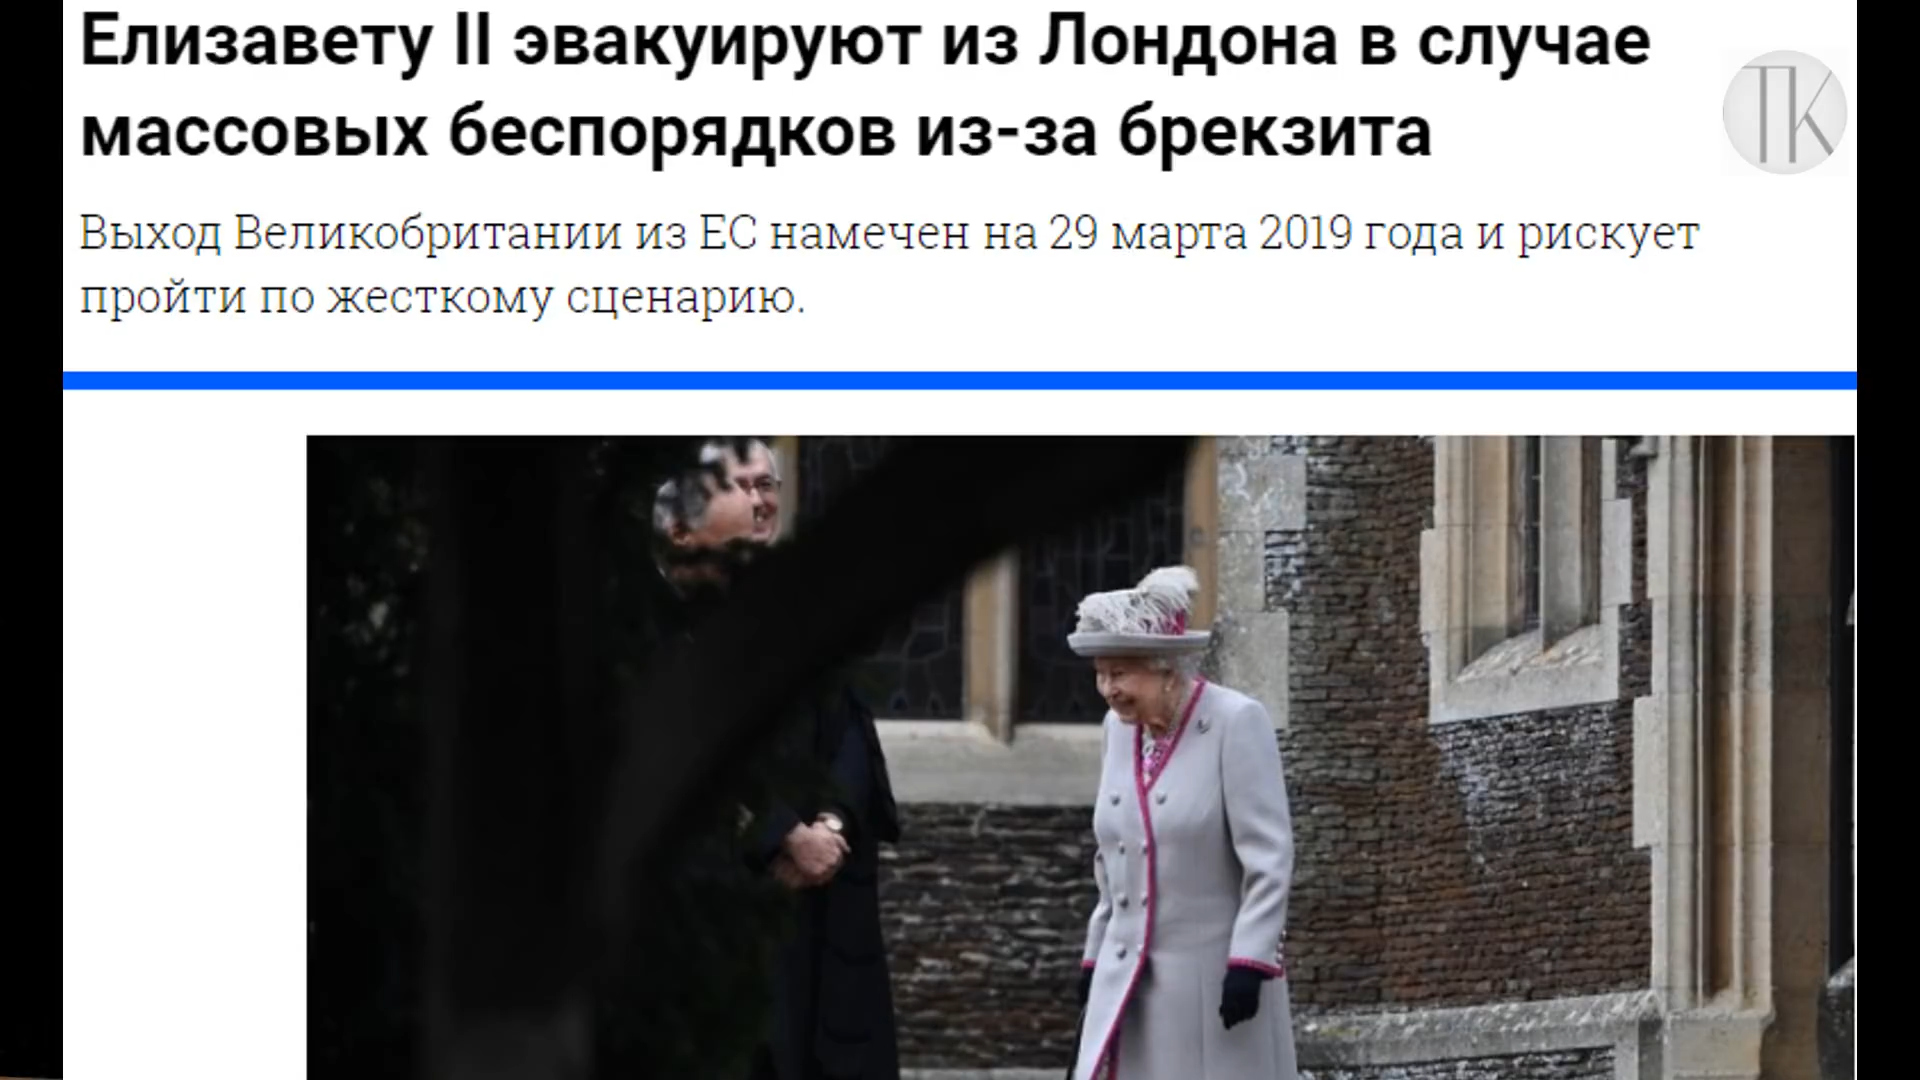 Елизавету II эвакуируют из Лондона в случае
массовых беспорядков из-за брекзита
ТК
Выход Великобритании из ЕС намечен на 29 марта 2019 года и рискует
пройти по жесткому сценарию.